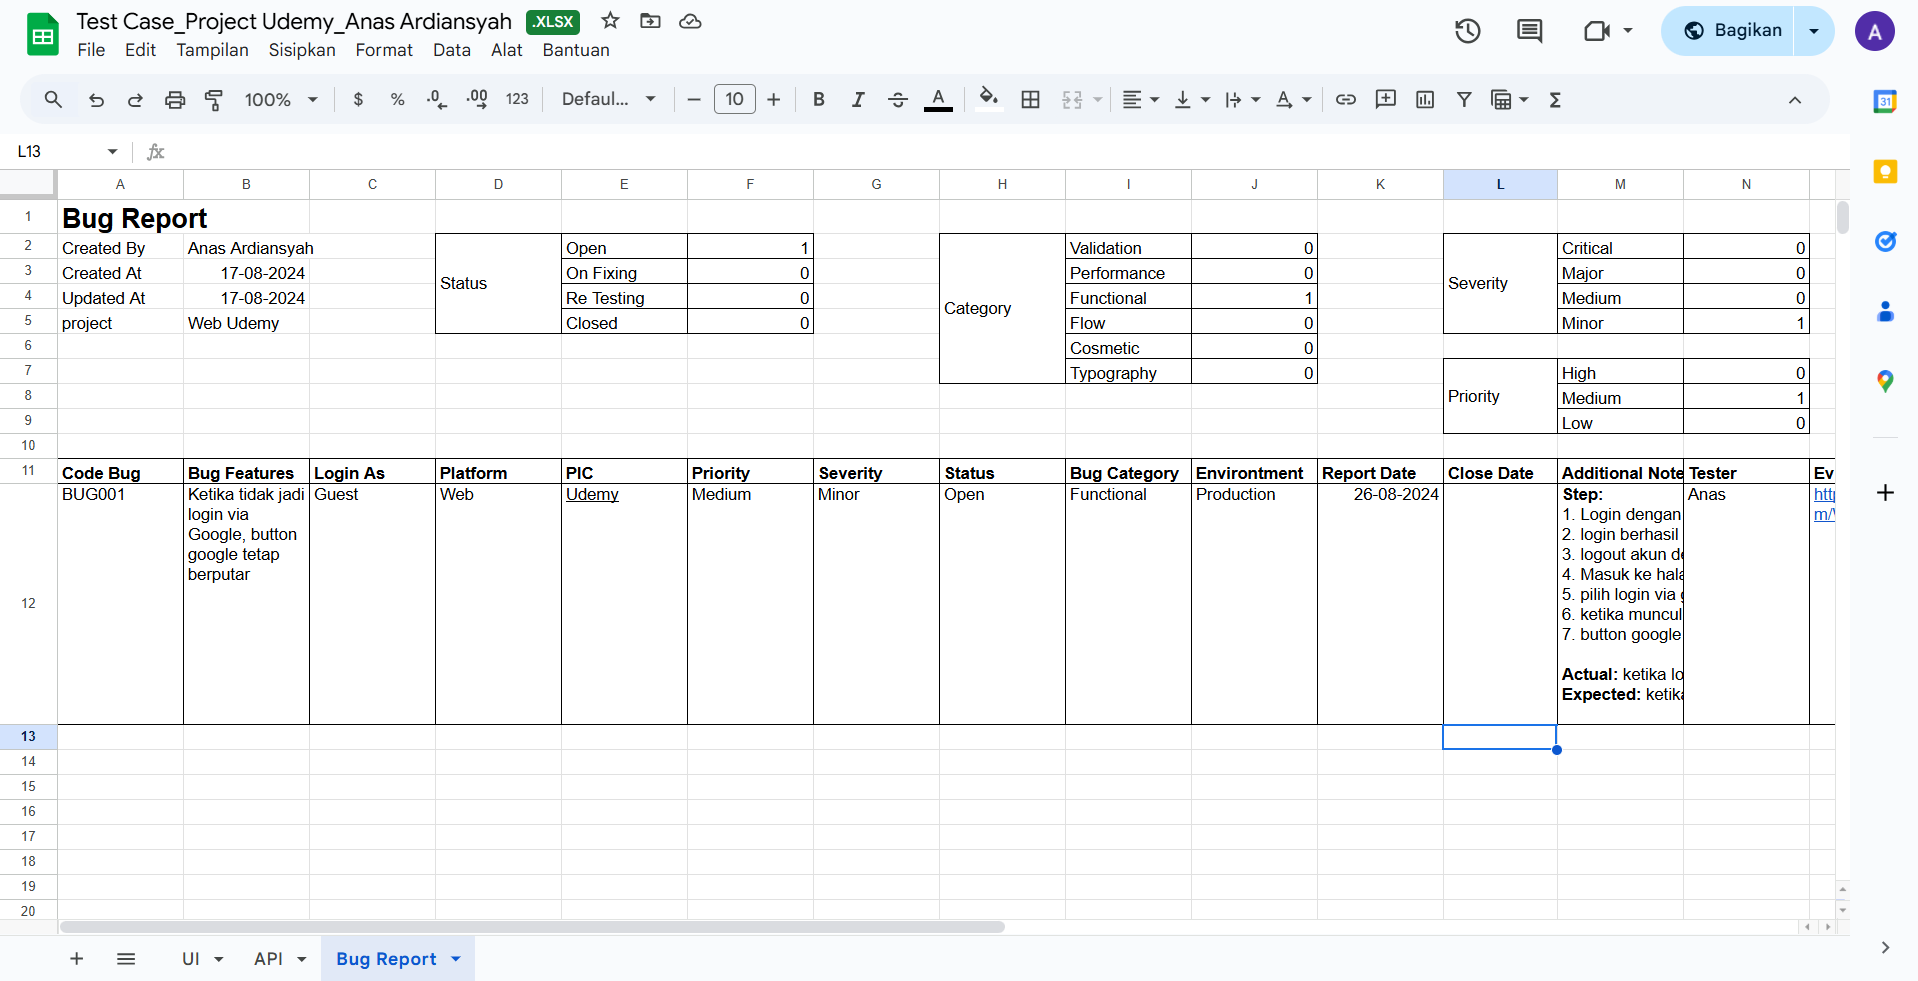 Test Case_Project Udemy_Anas Ardiansyah .XLSX
File Edit Tampilan Sisipkan Format Data Alat Bantuan
Bagikan
A
100% $ % .0 .00 123 Defaul... 10 B I A
31
L13 fx
A B C D E F G H I J K L M N
1 Bug Report
2 Created By Anas Ardiansyah Open 1 Validation 0 Critical 0
3 Created At 17-08-2024 On Fixing 0 Performance 0 Major 0
Status Severity
4 Updated At 17-08-2024 Re Testing 0 Functional 1 Medium 0
Category
5 project Web Udemy Closed 0 Flow 0 Minor 1
6 Cosmetic 0
7 Typography 0 High 0
8 Priority Medium 1
9 Low 0
10
11 Code Bug Bug Features Login As Platform PIC Priority Severity Status Bug Category Environtment Report Date Close Date Additional Note Tester Ev
12 BUG001 Ketika tidak jadi Guest Web Udemy Medium Minor Open Functional Production 26-08-2024 Step: Anas
login via
Google, button
google tetap
berputar
1. Login dengan
2. login berhasil
3. logout akun
4. Masuk ke
5. pilih login via
6. ketika muncul
7. button google
Actual: ketika
Expected:
m/
13
14
15
16
17
18
19
20
UI API Bug Report